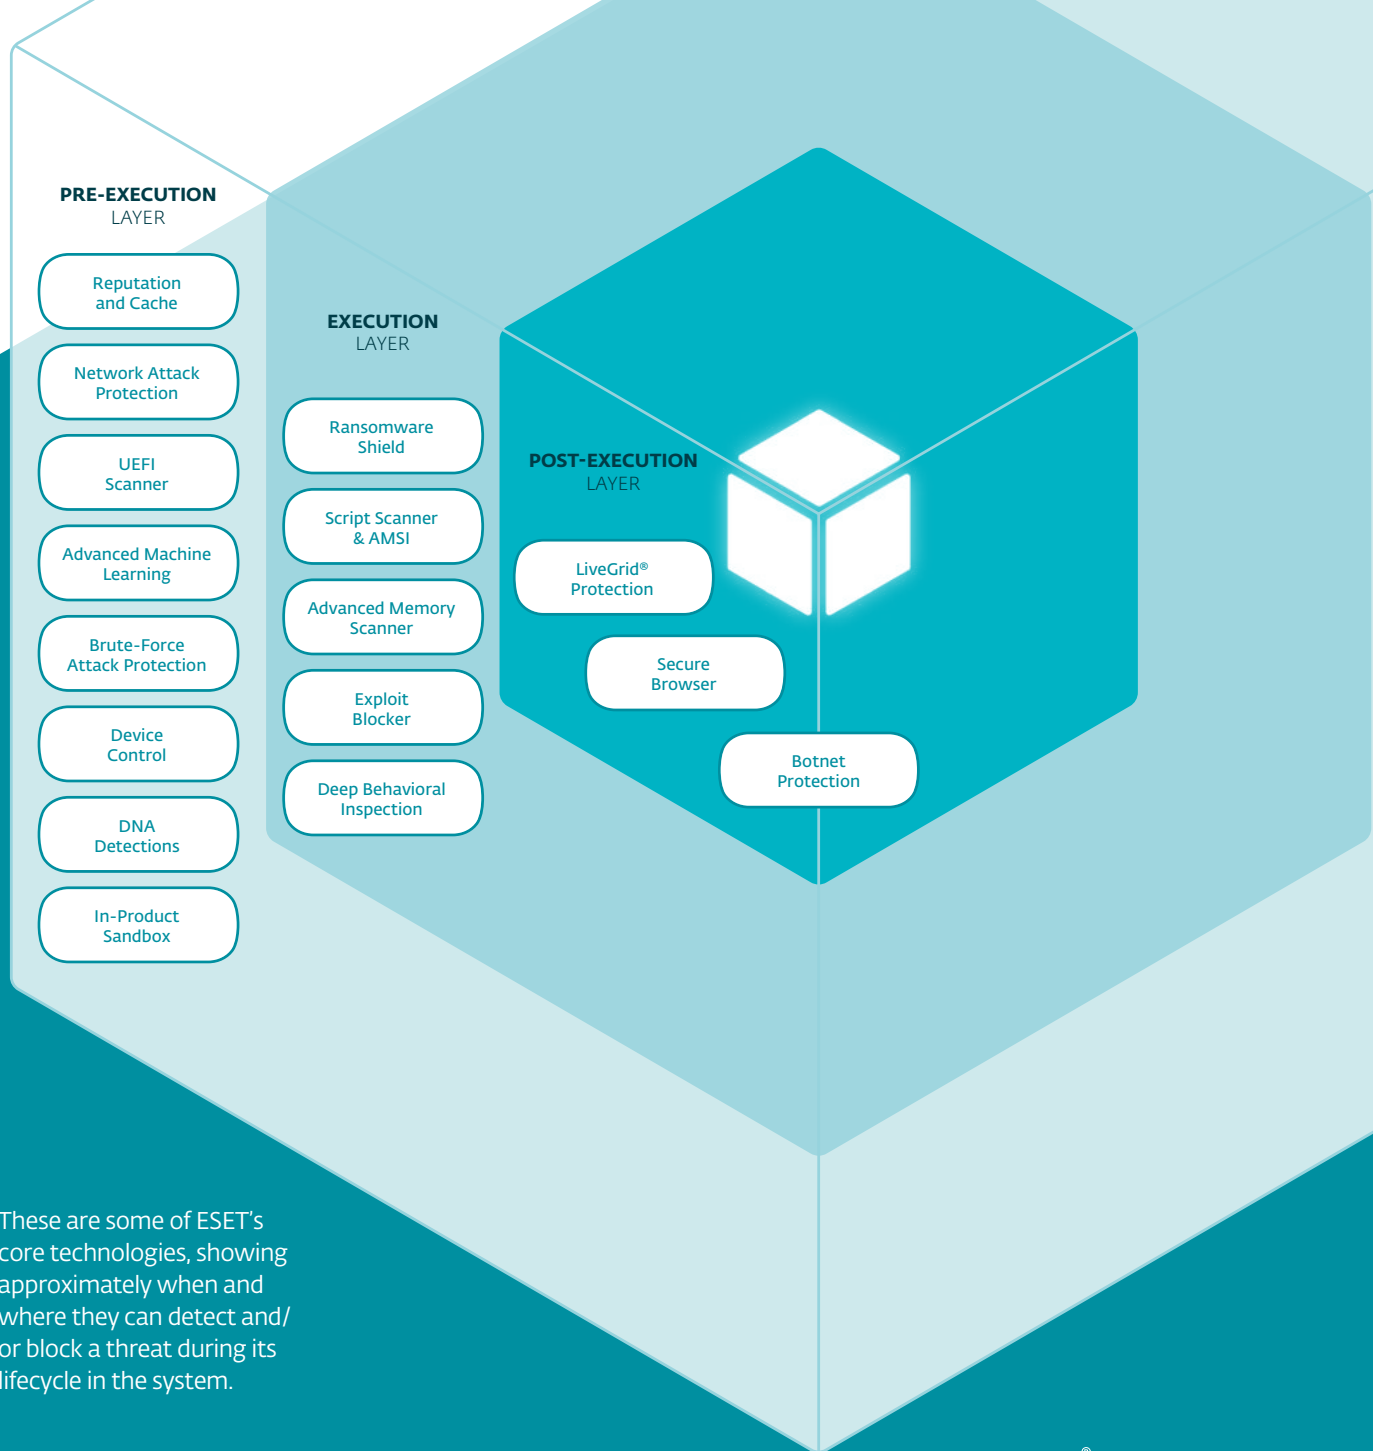 PRE-EXECUTION
LAYER
Reputation
and Cache
Network Attack
Protection
UEFI
Scanner
Advanced Machine
Learning
Brute-Force
Attack Protection
Device
Control
DNA
Detections
In-Product
Sandbox
EXECUTION
LAYER
Ransomware
Shield
Script Scanner
& AMSI
Advanced Memory
Scanner
Exploit
Blocker
Deep Behavioral
Inspection
POST-EXECUTION
LAYER
LiveGrid®
Protection
Secure
Browser
Botnet
Protection
These are some of ESET’s
core technologies, showing
approximately when and
where they can detect and/
or block a threat during its
lifecycle in the system.
®